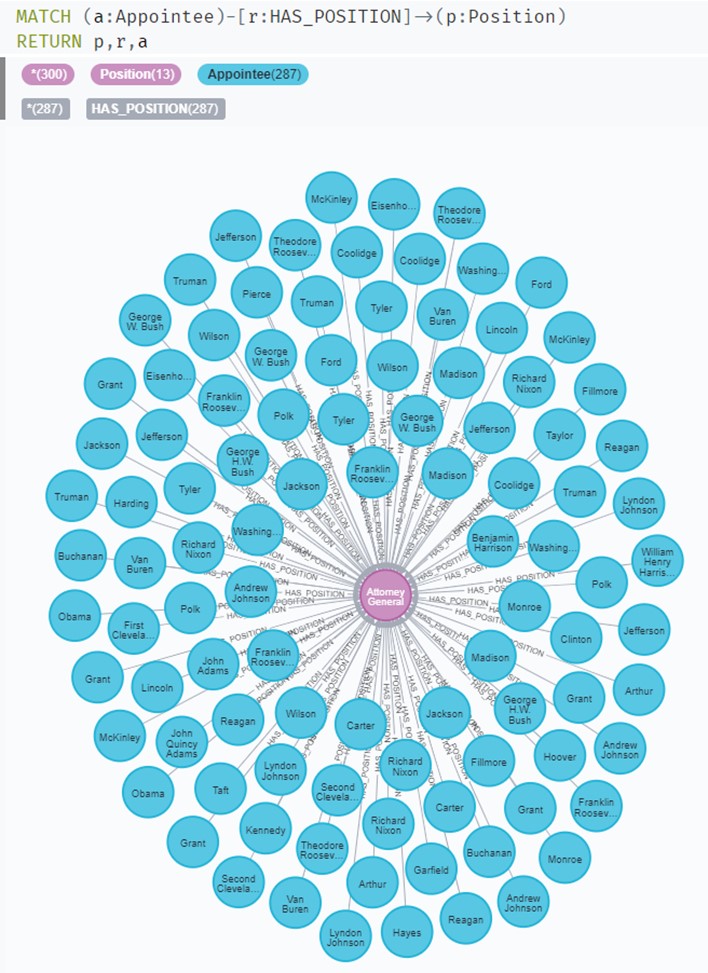 MATCH (a:Appointee)-[r:HAS_POSITION]->(p:Position)
RETURN p,r,a
*(300) Position(13) Appointee(287)
*(287) HAS_POSITION(287)
McKinley
Eisenho...
Theodore
Roosev...
Jefferson
Theodore
Roosev...
Coolidge
Coolidge
Washing...
Ford
Truman
Pierce
Truman
Tyler
Van
Buren
Lincoln
McKinley
George
W. Bush
Wilson
George
W. Bush
Ford
Wilson
Madison
Richard
Nixon
Fillmore
Grant
Eisenho...
Franklin
Roosev...
Polk
Tyler
George
W. Bush
Jefferson
Taylor
Reagan
Jackson
Jefferson
George
H.W.
Bush
Jackson
Franklin
Roosev...
Madison
Coolidge
Truman
Lyndon
Johnson
Truman
Harding
Tyler
Washing...
Benjamin
Harrison
Washing...
William
Henry
Harris...
Buchanan
Van
Buren
Richard
Nixon
Andrew
Johnson
HAS_POSITION
Attorney
General
HAS_POSITION
Monroe
Polk
Jefferson
Obama
First
Clevela...
Polk
Clinton
Grant
Lincoln
John
Adams
Franklin
Roosev...
Madison
George
H.W.
Bush
Grant
Arthur
McKinley
John
Quincy
Adams
Reagan
Wilson
Carter
Jackson
Hoover
Andrew
Johnson
Obama
Taft
Lyndon
Johnson
Second
Clevela...
Richard
Nixon
Fillmore
Grant
Franklin
Roosev...
Grant
Kennedy
Theodore
Roosev...
Richard
Nixon
Carter
Buchanan
Monroe
Second
Clevela...
Van
Buren
Arthur
Garfield
Andrew
Johnson
Lyndon
Johnson
Hayes
Reagan